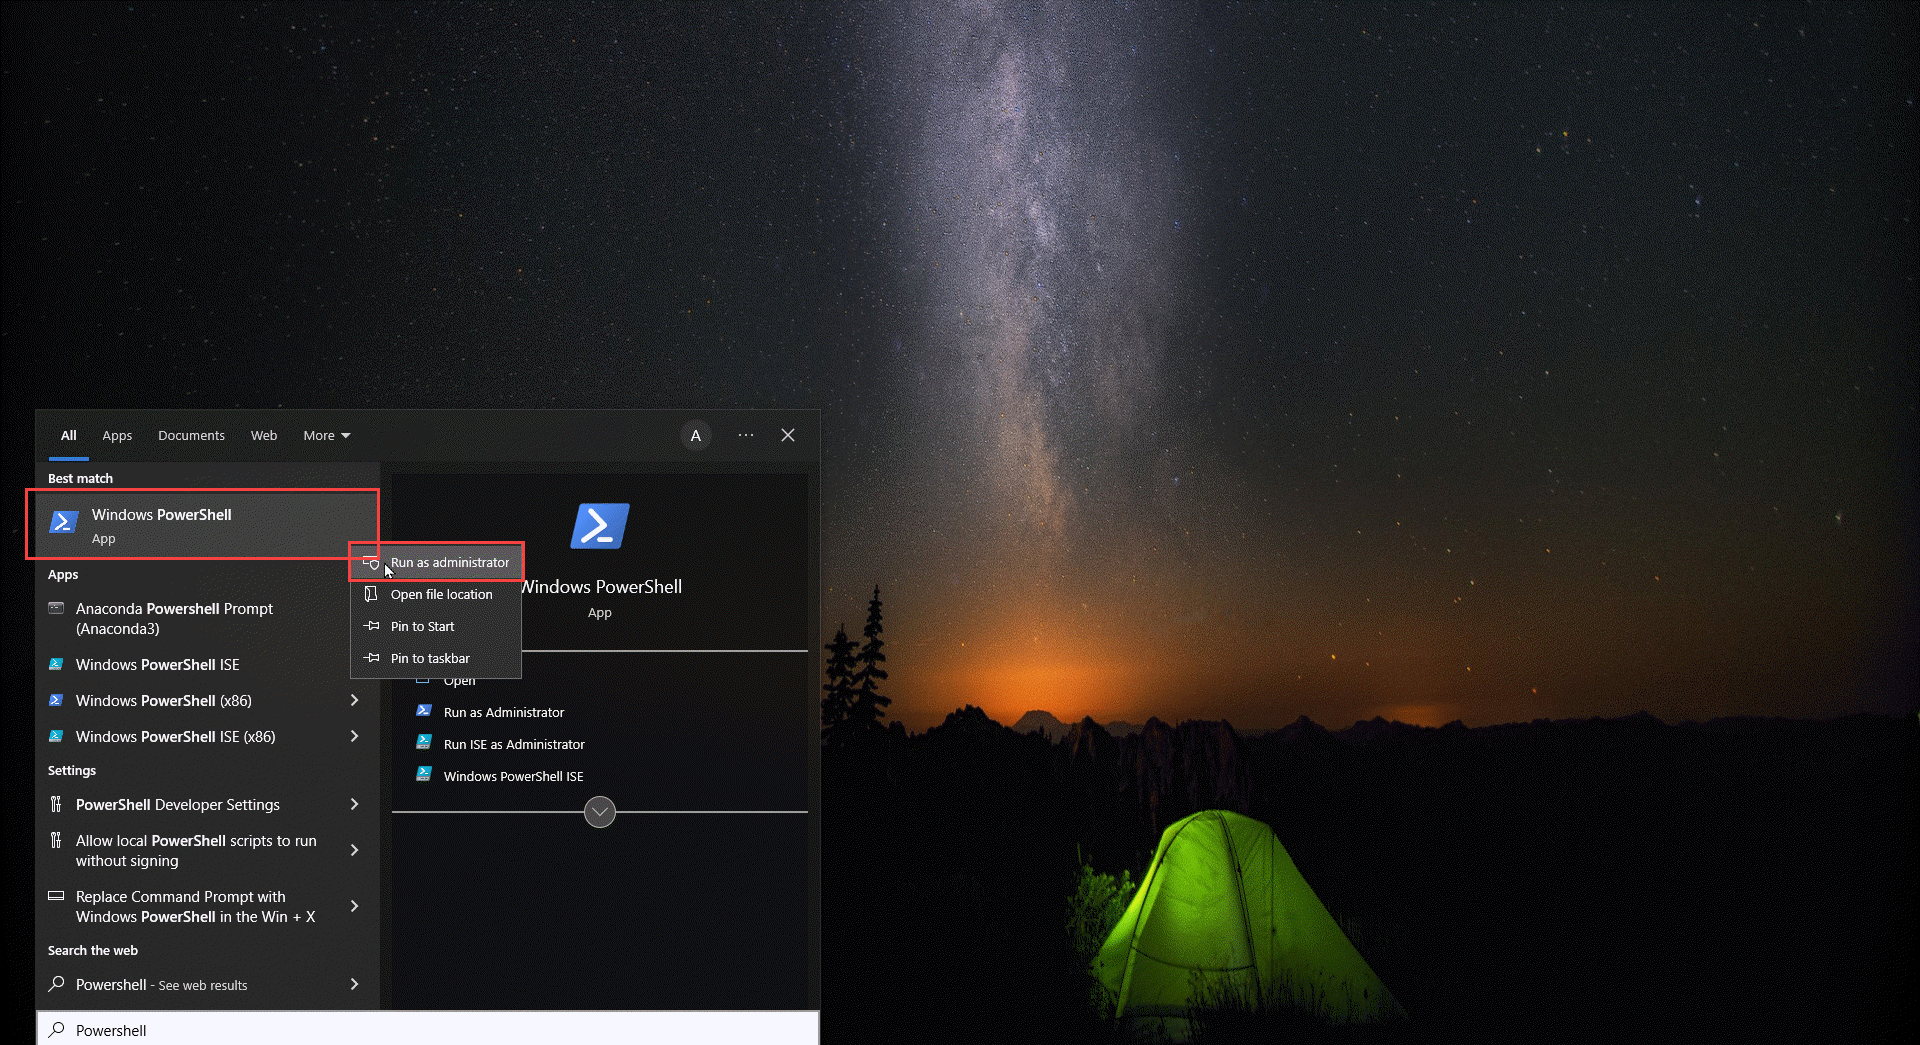 All Apps Documents Web More A
Best match
Windows PowerShell
App
Apps
Anaconda Powershell Prompt
(Anaconda3)
Windows PowerShell ISE
Windows PowerShell (x86)
Windows PowerShell ISE (x86)
Settings
PowerShell Developer Settings
Allow local PowerShell scripts to run
without signing
Replace Command Prompt with
Windows PowerShell in the Win + X
Search the web
Powershell - See web results
Powershell
Run as administrator
Open file location
Pin to Start
Pin to taskbar
Windows PowerShell
App
Open
Run as Administrator
Run ISE as Administrator
Windows PowerShell ISE